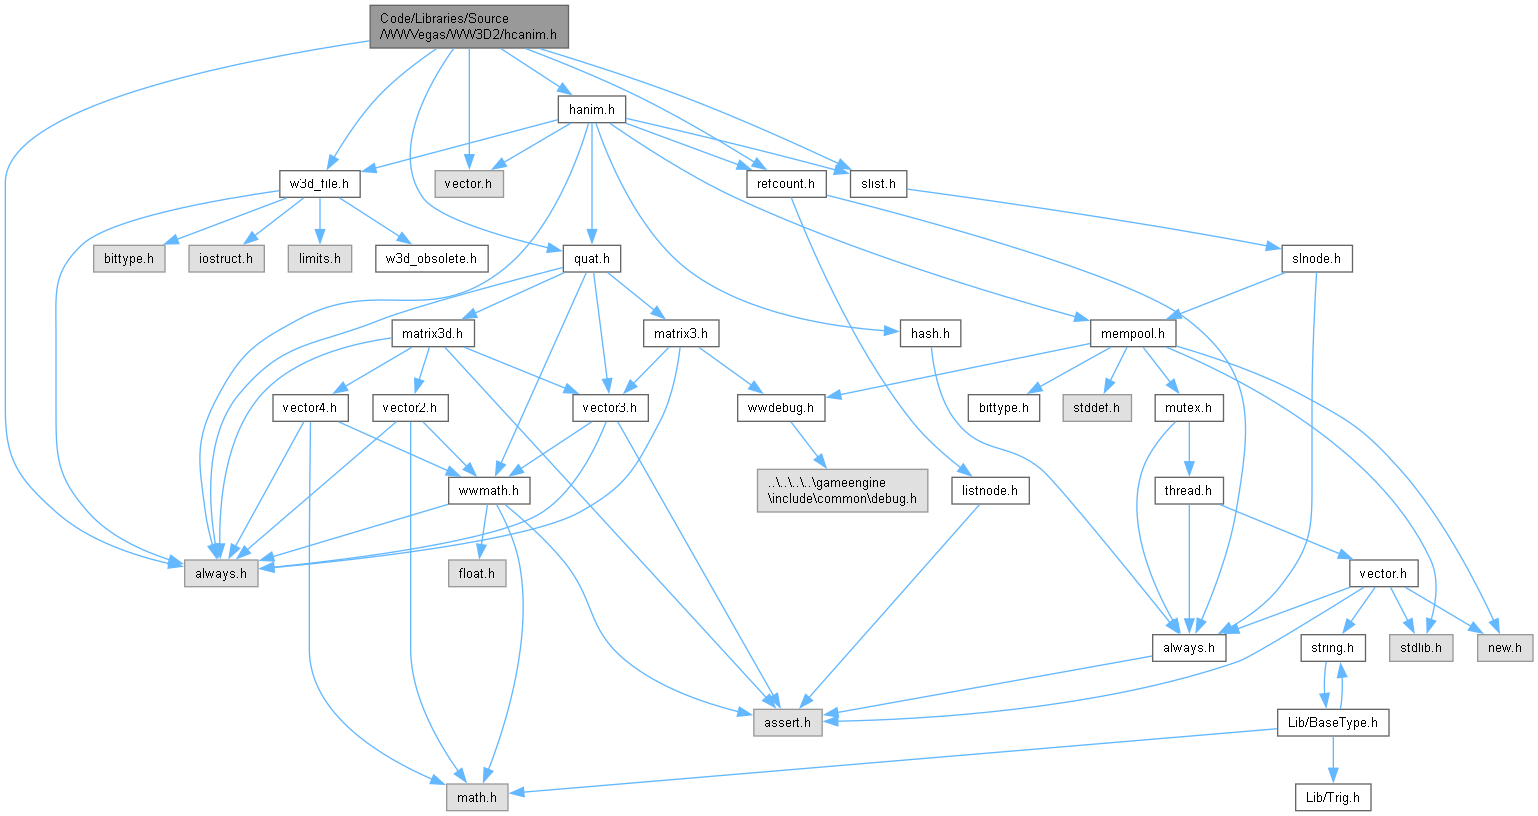 Code/Libraries/Source
/WWVegas/WW3D2/hcanim.h
hanim.h
w3d_file.h
vector.h
refcount.h
slist.h
bittype.h
iostruct.h
limits.h
w3d_obsolete.h
quat.h
slnode.h
matrix3d.h
matrix3.h
hash.h
mempool.h
vector4.h
vector2.h
vector3.h
wwdebug.h
bittype.h
stddef.h
mutex.h
wwmath.h
..\..\..\..\gameengine
\include\common\debug.h
listnode.h
thread.h
always.h
float.h
vector.h
always.h
string.h
stdlib.h
new.h
assert.h
Lib/BaseType.h
math.h
Lib/Trig.h